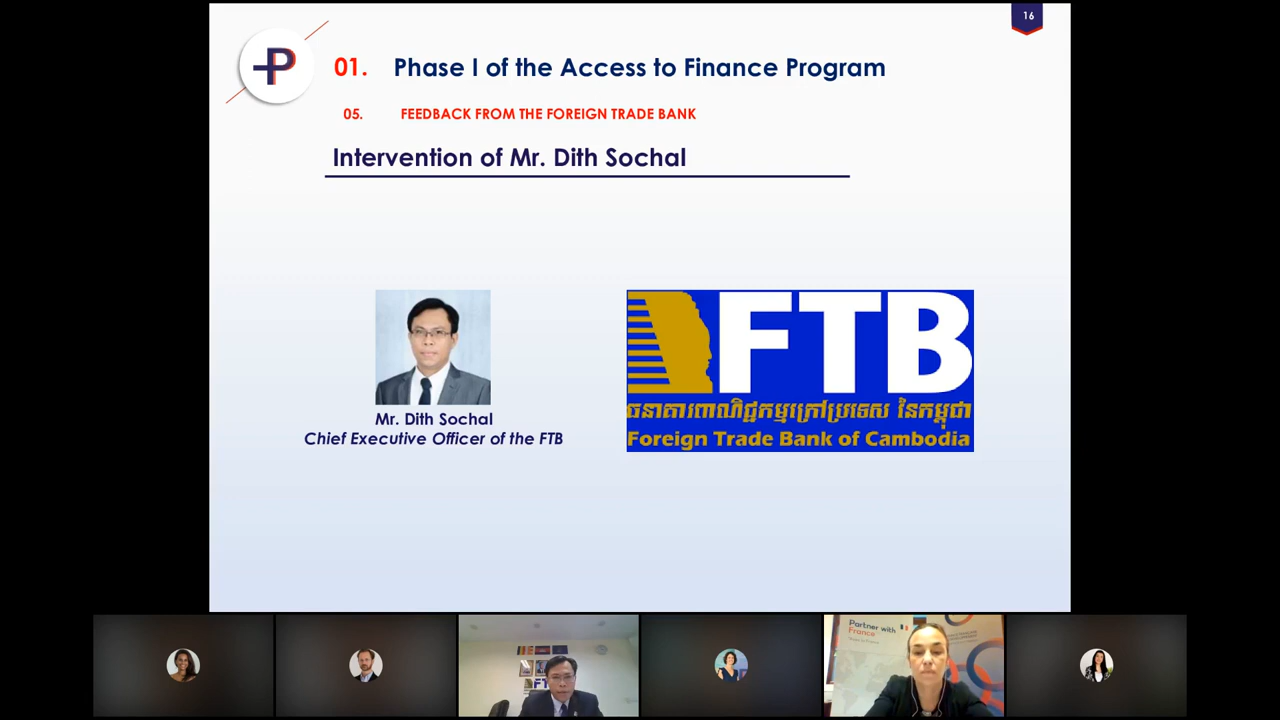 16
P
01. Phase I of the Access to Finance Program
05. FEEDBACK FROM THE FOREIGN TRADE BANK
Intervention of Mr. Dith Sochal
FTB
ធនាគារពាណិជ្ជកម្មក្រៅប្រទេស នៃកម្ពុជា
Foreign Trade Bank of Cambodia
Mr. Dith Sochal
Chief Executive Officer of the FTB
FT
Partner with
France